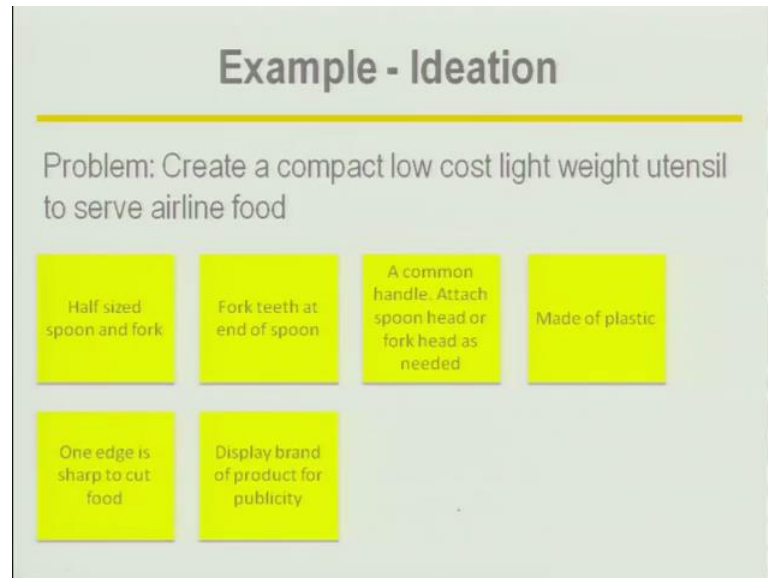 Example - Ideation
Problem: Create a compact low cost light weight utensil
to serve airline food
Half sized
spoon and fork
Fork teeth at
end of spoon
A common
handle. Attach
spoon head or
fork head as
needed
Made of plastic
One edge is
sharp to cut
food
Display brand
of product for
publicity